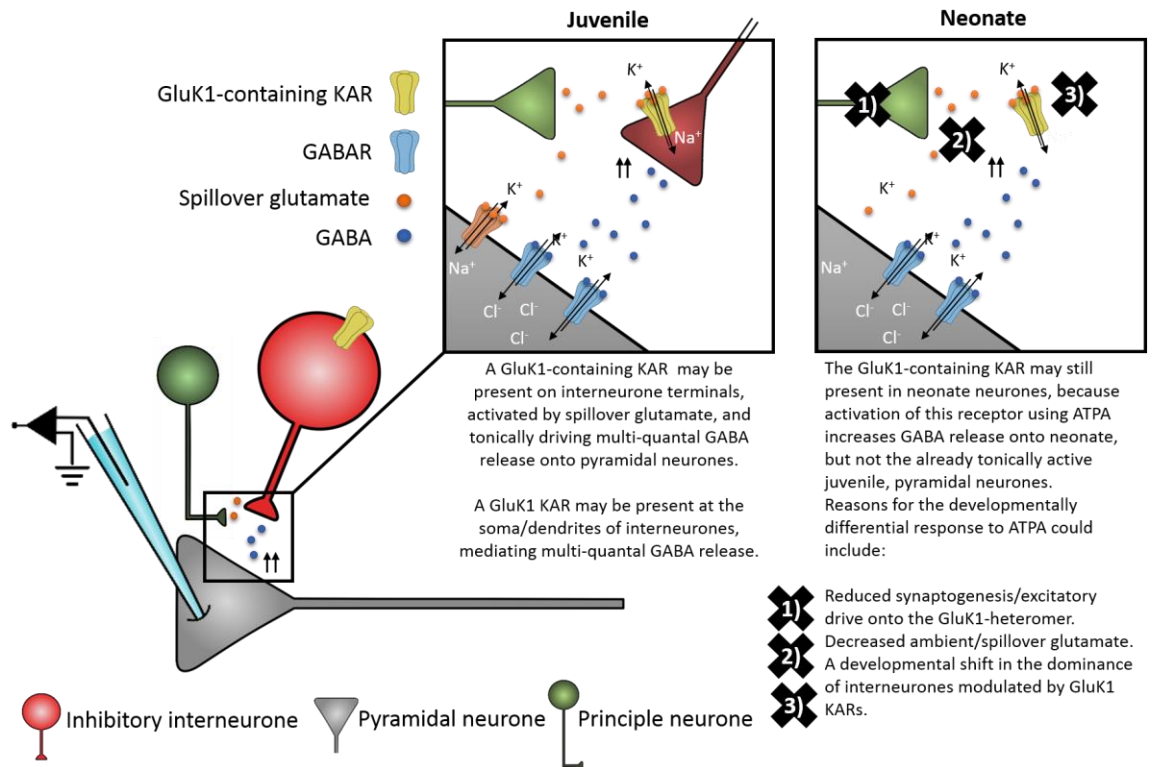 Juvenile
Neonate
GluK1-containing KAR
GABAR
Spillover glutamate
GABA
K+
Na+
K+
K+
Na+
K+
Cl-
Cl-
Cl-
K+
1)
3)
2)
K+
K+
Na+
K+
Cl-
Cl-
Cl-
A GluK1-containing KAR may be
present on interneurone terminals,
activated by spillover glutamate, and
tonically driving multi-quantal GABA
release onto pyramidal neurones.
A GluK1 KAR may be present at the
soma/dendrites of interneurones,
mediating multi-quantal GABA release.
The GluK1-containing KAR may still
present in neonate neurones, because
activation of this receptor using ATPA
increases GABA release onto neonate,
but not the already tonically active
juvenile, pyramidal neurones.
Reasons for the developmentally
differential response to ATPA could
include:
1)
Reduced synaptogenesis/excitatory
drive onto the GluK1-heteromer.
2)
Decreased ambient/spillover glutamate.
A developmental shift in the dominance
of interneurones modulated by GluK1
3)
KARs.
Inhibitory interneurone
Pyramidal neurone
Principle neurone